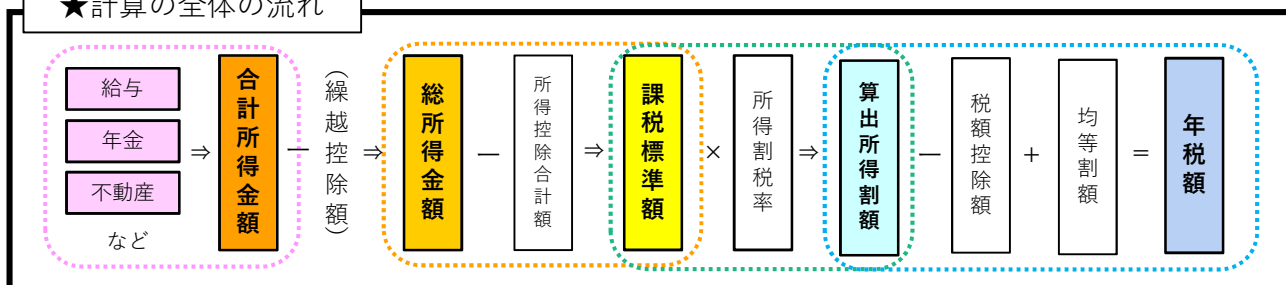 ★計算の全体の流れ
給与
年金
不動産
など
⇒
合計所得金額
―
（繰越控除額）
⇒
総所得金額
―
所得控除合計額
⇒
課税標準額
×
所得割税率
⇒
算出所得割額
―
税額控除額
+
均等割額
=
年税額